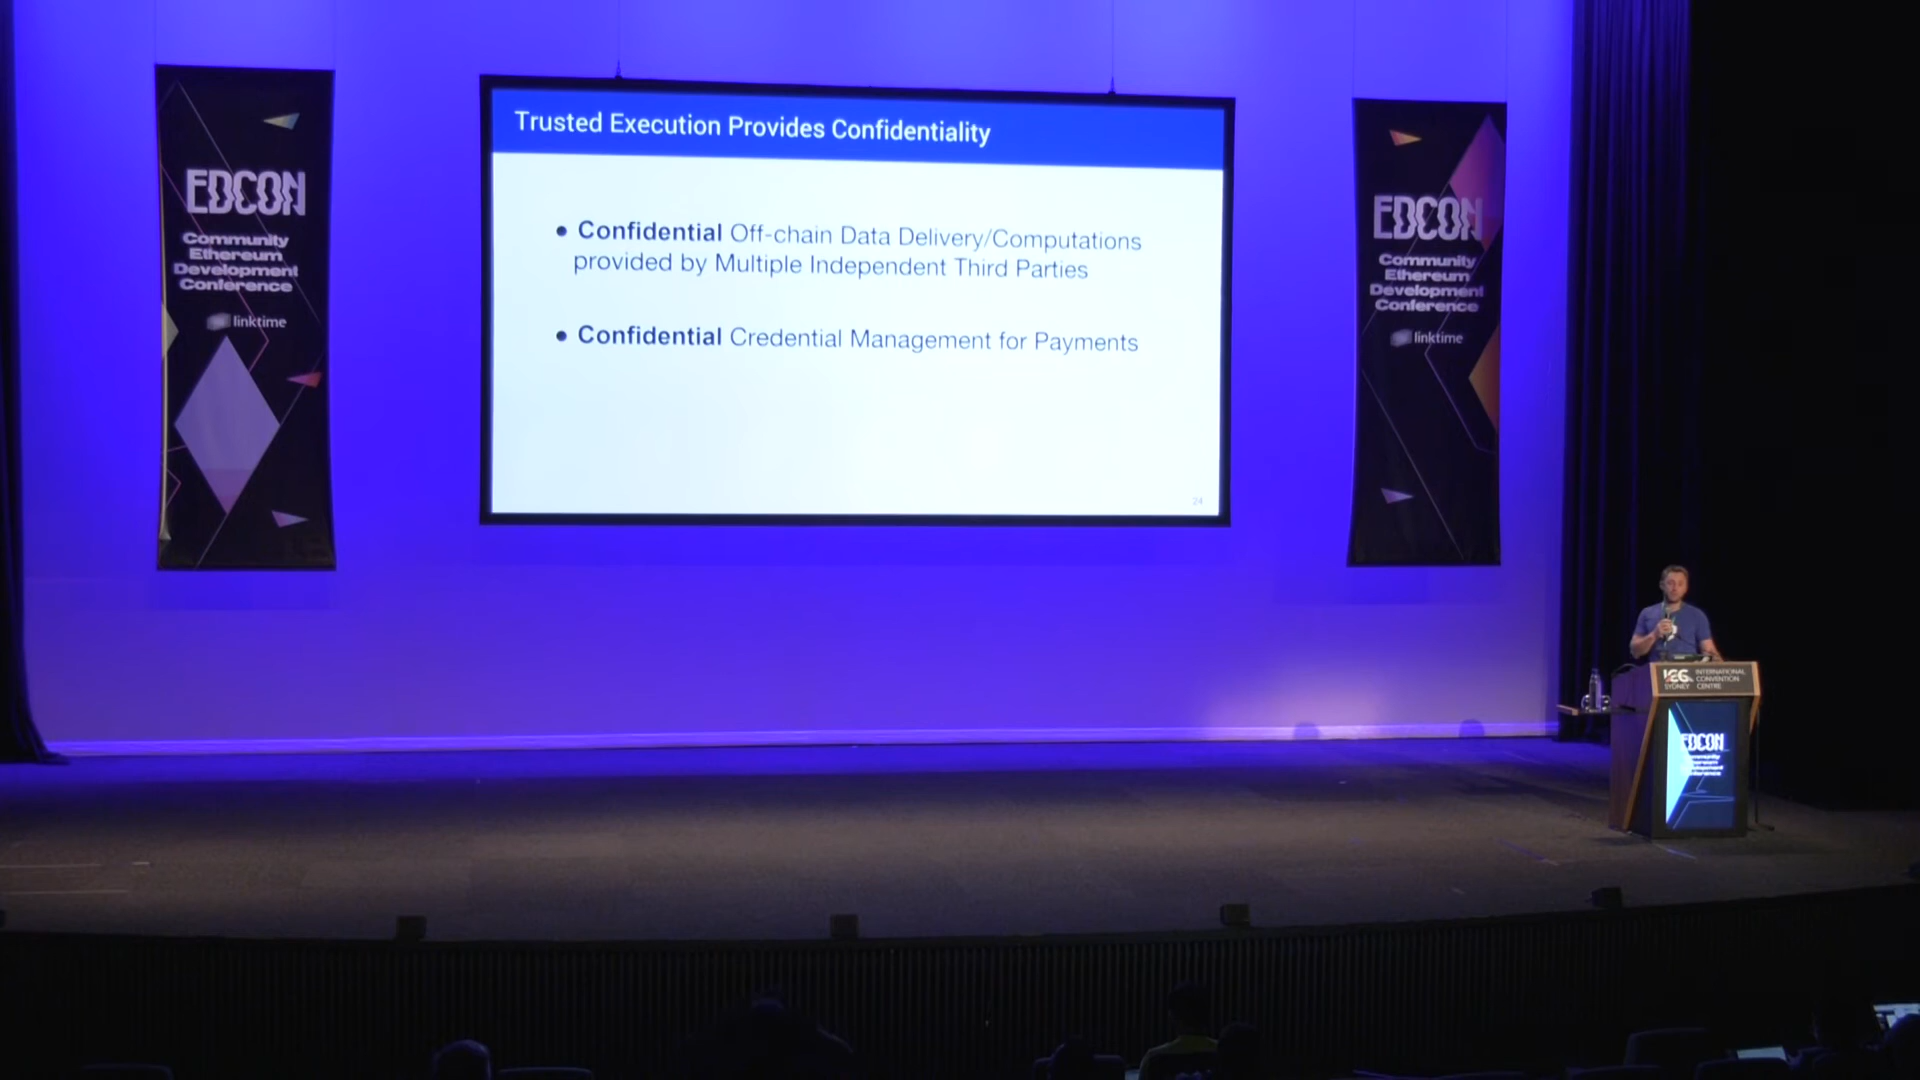 Trusted Execution Provides Confidentiality
• Confidential Off-chain Data Delivery/Computations
provided by Multiple Independent Third Parties
• Confidential Credential Management for Payments
24
EDCON
Community
Ethereum
Development
Conference
linktime
EDCON
Community
Ethereum
Development
Conference
linktime
ICC
SYDNEY
INTERNATIONAL
CONVENTION
CENTRE
EDCON